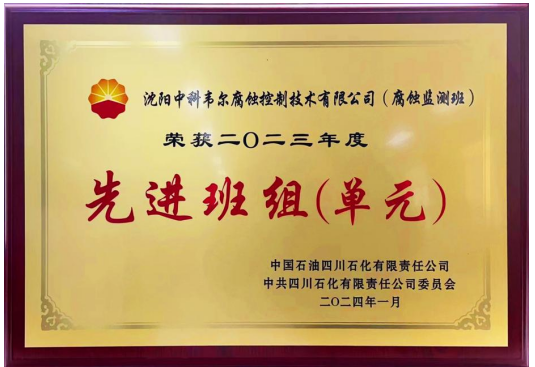 沈阳中科韦尔腐蚀控制技术有限公司（腐蚀监测班）
荣获二〇二三年度
先进班组(单元)
中国石油四川石化有限责任公司
中共四川石化有限责任公司委员会
二〇二四年一月